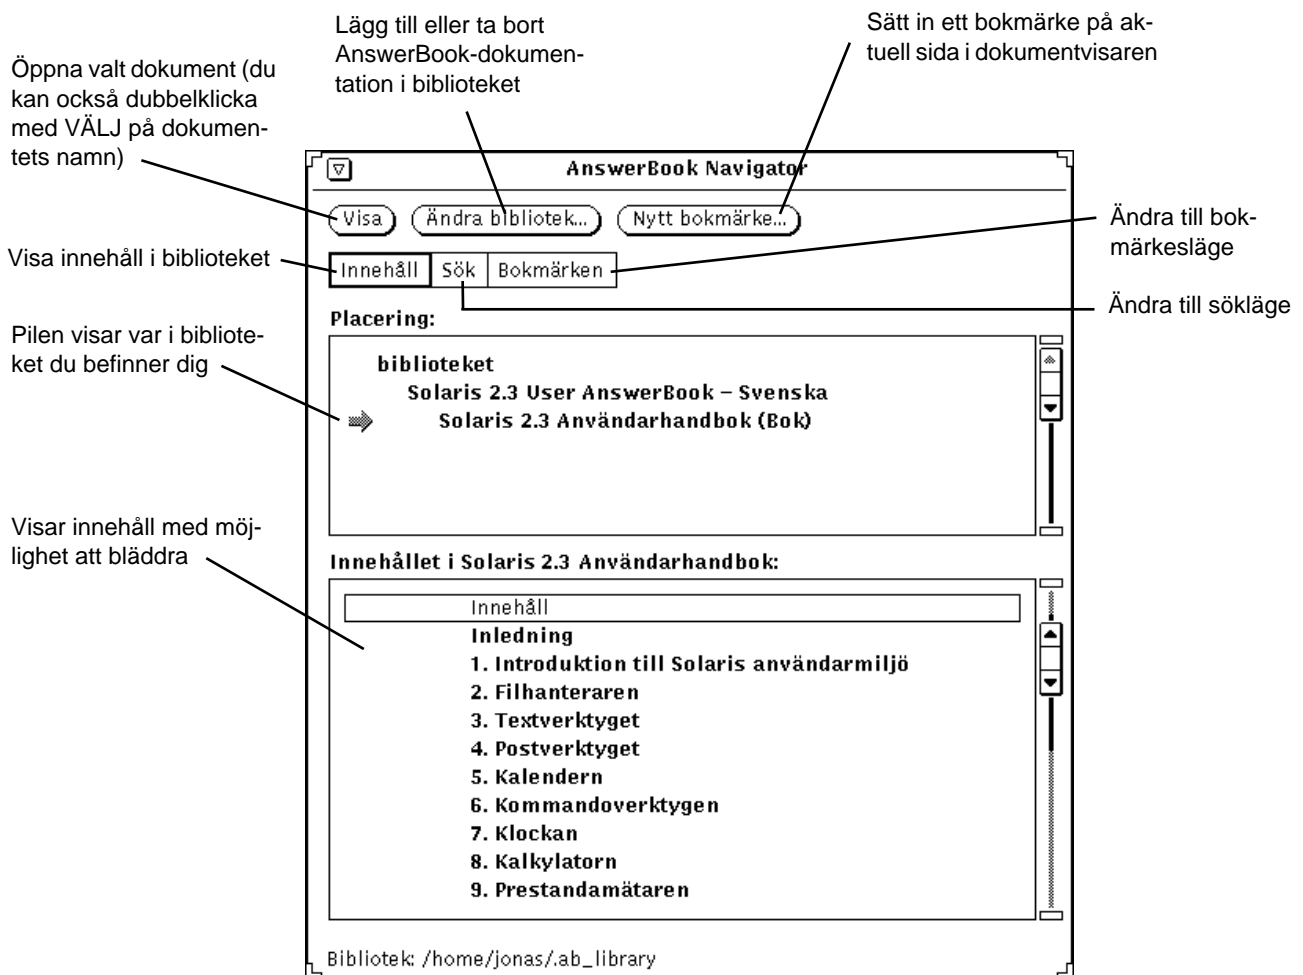 Lägg till eller ta bort
AnswerBook-dokumen-
tation i biblioteket
Sätt in ett bokmärke på ak-
tuell sida i dokumentvisaren
Öppna valt dokument (du
kan också dubbelklicka
med VÄLJ på dokumen-
tets namn)
AnswerBook Navigator
Visa
Ändra bibliotek...
Nytt bokmärke...
Ändra till bok-
märkesläge
Visa innehåll i biblioteket
Innehåll
Sök
Bokmärken
Ändra till sökläge
Placering:
Pilen visar var i bibliote-
ket du befinner dig
biblioteket
Solaris 2.3 User AnswerBook – Svenska
Solaris 2.3 Användarhandbok (Bok)
Visar innehåll med möj-
lighet att bläddra
Innehållet i Solaris 2.3 Användarhandbok:
Innehåll
Inledning
1. Introduktion till Solaris användarmiljö
2. Filhanteraren
3. Textverktyget
4. Postverktyget
5. Kalendern
6. Kommandoverktygen
7. Klockan
8. Kalkylatorn
9. Prestandamätaren
Bibliotek: /home/jonas/.ab_library